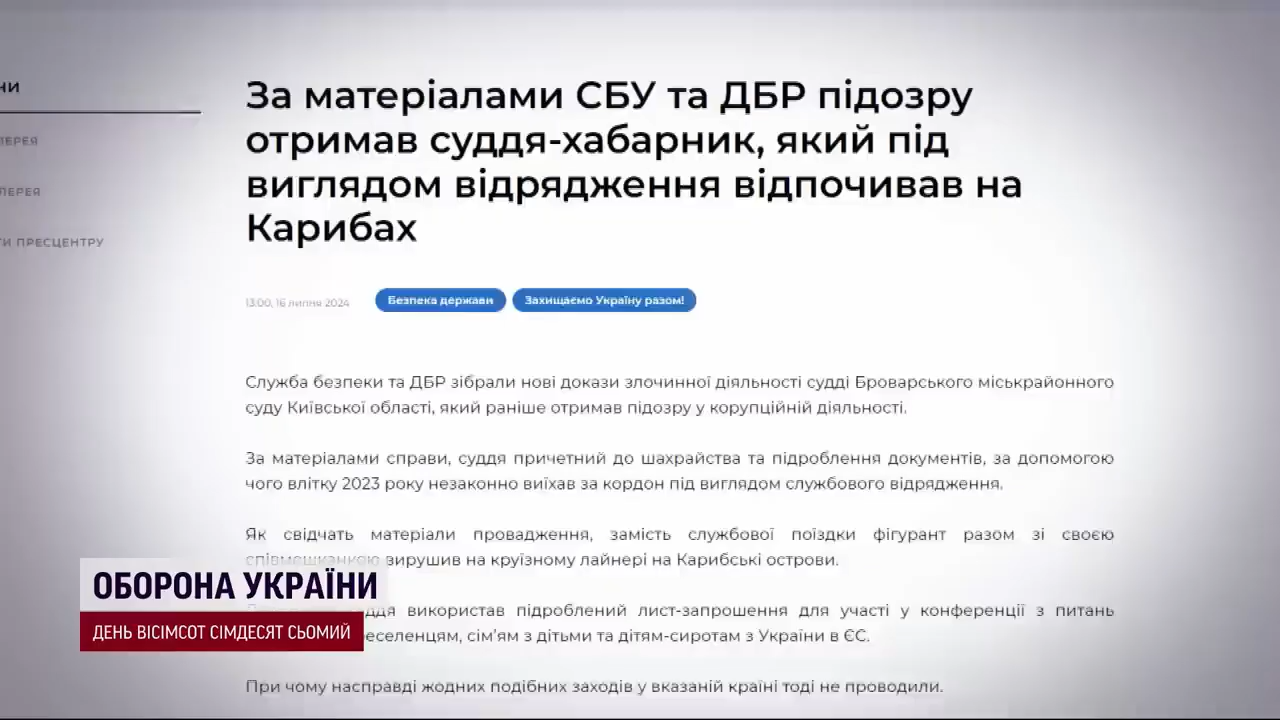 НИ
ЛЕРЕЯ
ЛЕРЕЯ
ТИ ПРЕСЦЕНТРУ
За матеріалами СБУ та ДБР підозру
отримав суддя-хабарник, який під
виглядом відрядження відпочивав на
Карибах
13:00, 16 липня 2024
Безпека держави
Захищаємо Україну разом!
Служба безпеки та ДБР зібрали нові докази злочинної діяльності судді Броварського міськрайонного
суду Київської області, який раніше отримав підозру у корупційній діяльності.
За матеріалами справи, суддя причетний до шахрайства та підроблення документів, за допомогою
чого влітку 2023 року незаконно виїхав за кордон під виглядом службового відрядження.
Як свідчать матеріали провадження, замість службової поїздки фігурант разом зі своєю
співмешканкою вирушив на круїзному лайнері на Карибські острови.
ддя використав підроблений лист-запрошення для участі у конференції з питань
реселенцям, сім'ям з дітьми та дітям-сиротам з України в ЄС.
При чому насправді жодних подібних заходів у вказаній країні тоді не проводили.
ОБОРОНА УКРАЇНИ
ДЕНЬ ВІСІМСОТ СІМДЕСЯТ СЬОМИЙ